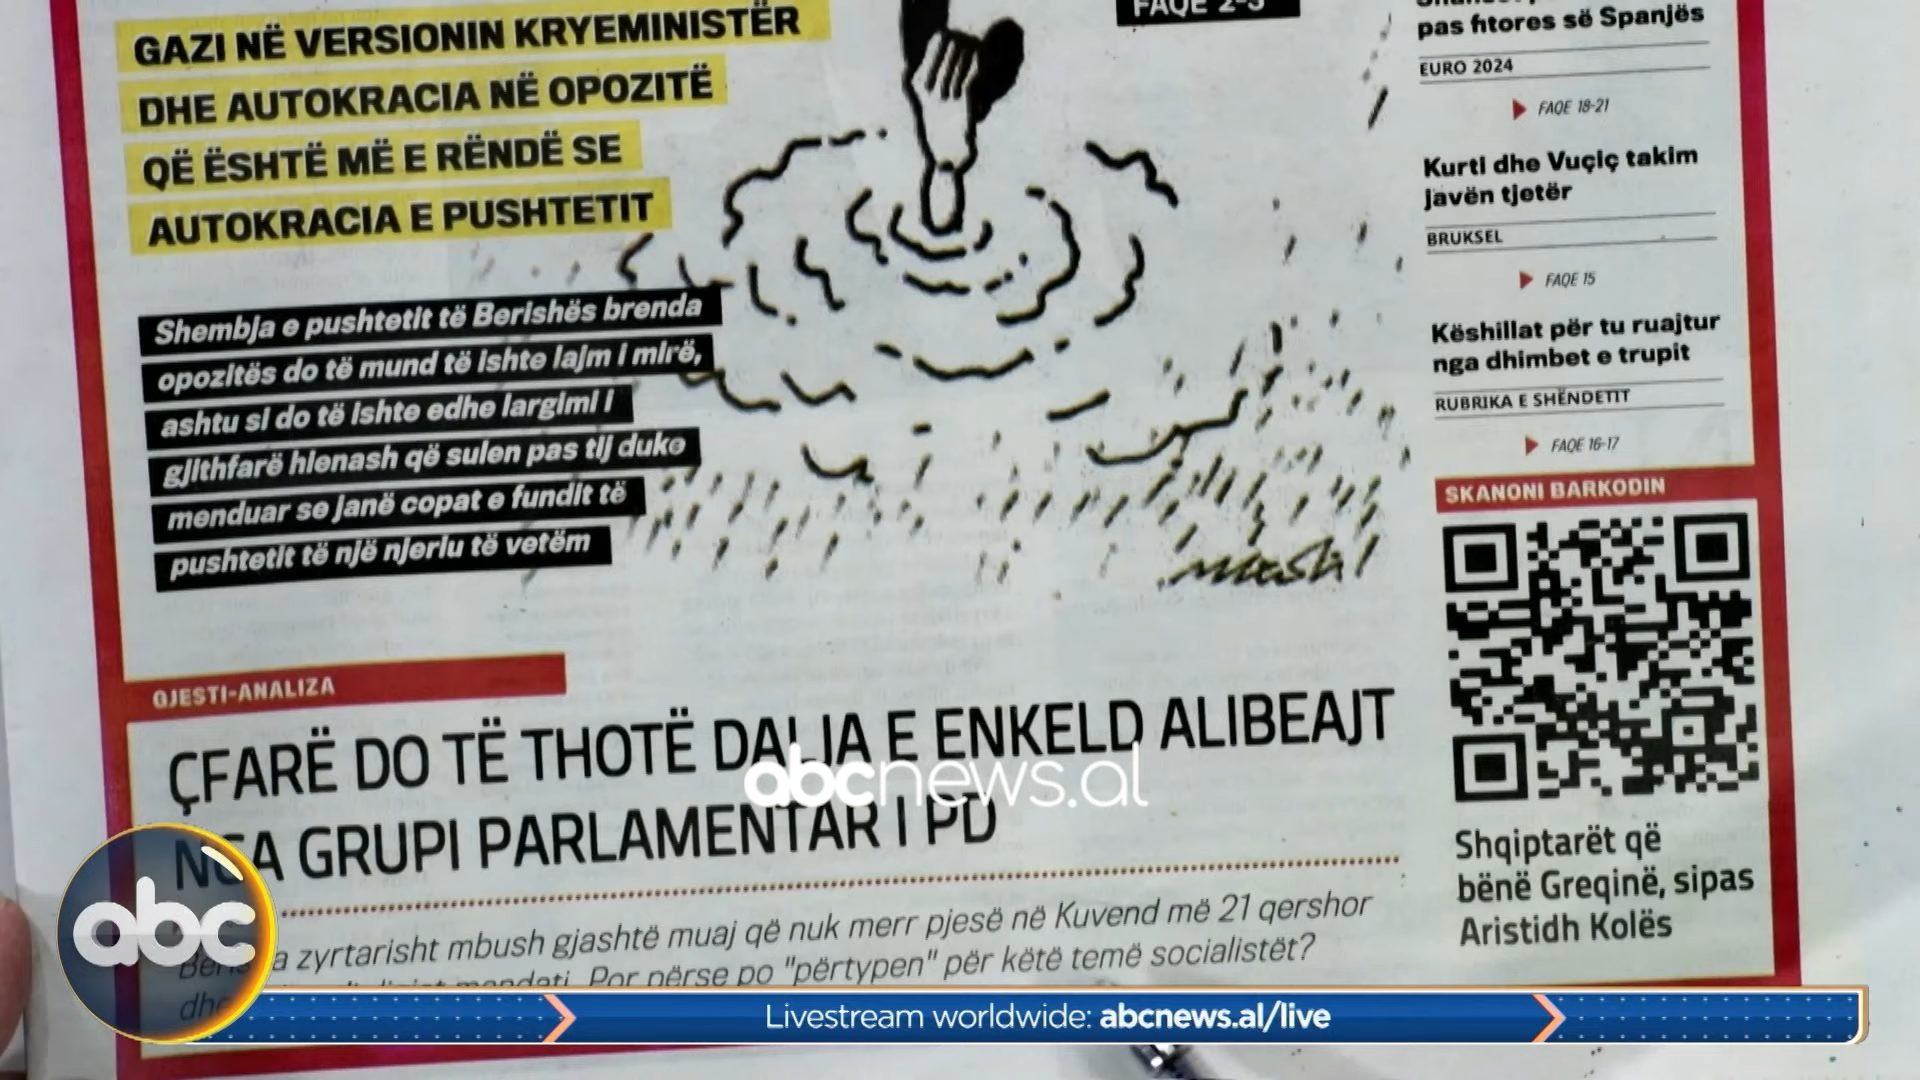 GAZI NË VERSIONIN KRYEMINISTËR
DHE AUTOKRACIA NË OPOZITË
QË ËSHTË MË E RËNDË SE
AUTOKRACIA E PUSHTETIT
Shembja e pushtetit të Berishës brenda
opozitës do të mund të ishte lajm i mirë,
ashtu si do të ishte edhe largimi i
gjithfarë hienash që sulen pas tij duke
menduar se janë copat e fundit të
pushtetit të një njeriu të vetëm
FAQE 2-3
pas fitores së Spanjës
EURO 2024
FAQE 18-21
Kurti dhe Vuçiç takim
javën tjetër
BRUKSEL
FAQE 15
Këshillat për tu ruajtur
nga dhimbet e trupit
RUBRIKA E SHËNDETIT
FAQE 16-17
SKANONI BARKODIN
Shqiptarët që
bënë Greqinë, sipas
Aristidh Kolës
GJESTI-ANALIZA
ÇFARË DO TË THOTË DALJA E ENKELD ALIBEAJT
NGA GRUPI PARLAMENTAR I PD
zyrtarisht mbush gjashtë muaj që nuk merr pjesë në Kuvend më 21 qershor
dhe mandati. Por përse po "përtypen" për këtë temë socialistët?
abcnews.al
abc
Livestream worldwide: abcnews.al/live